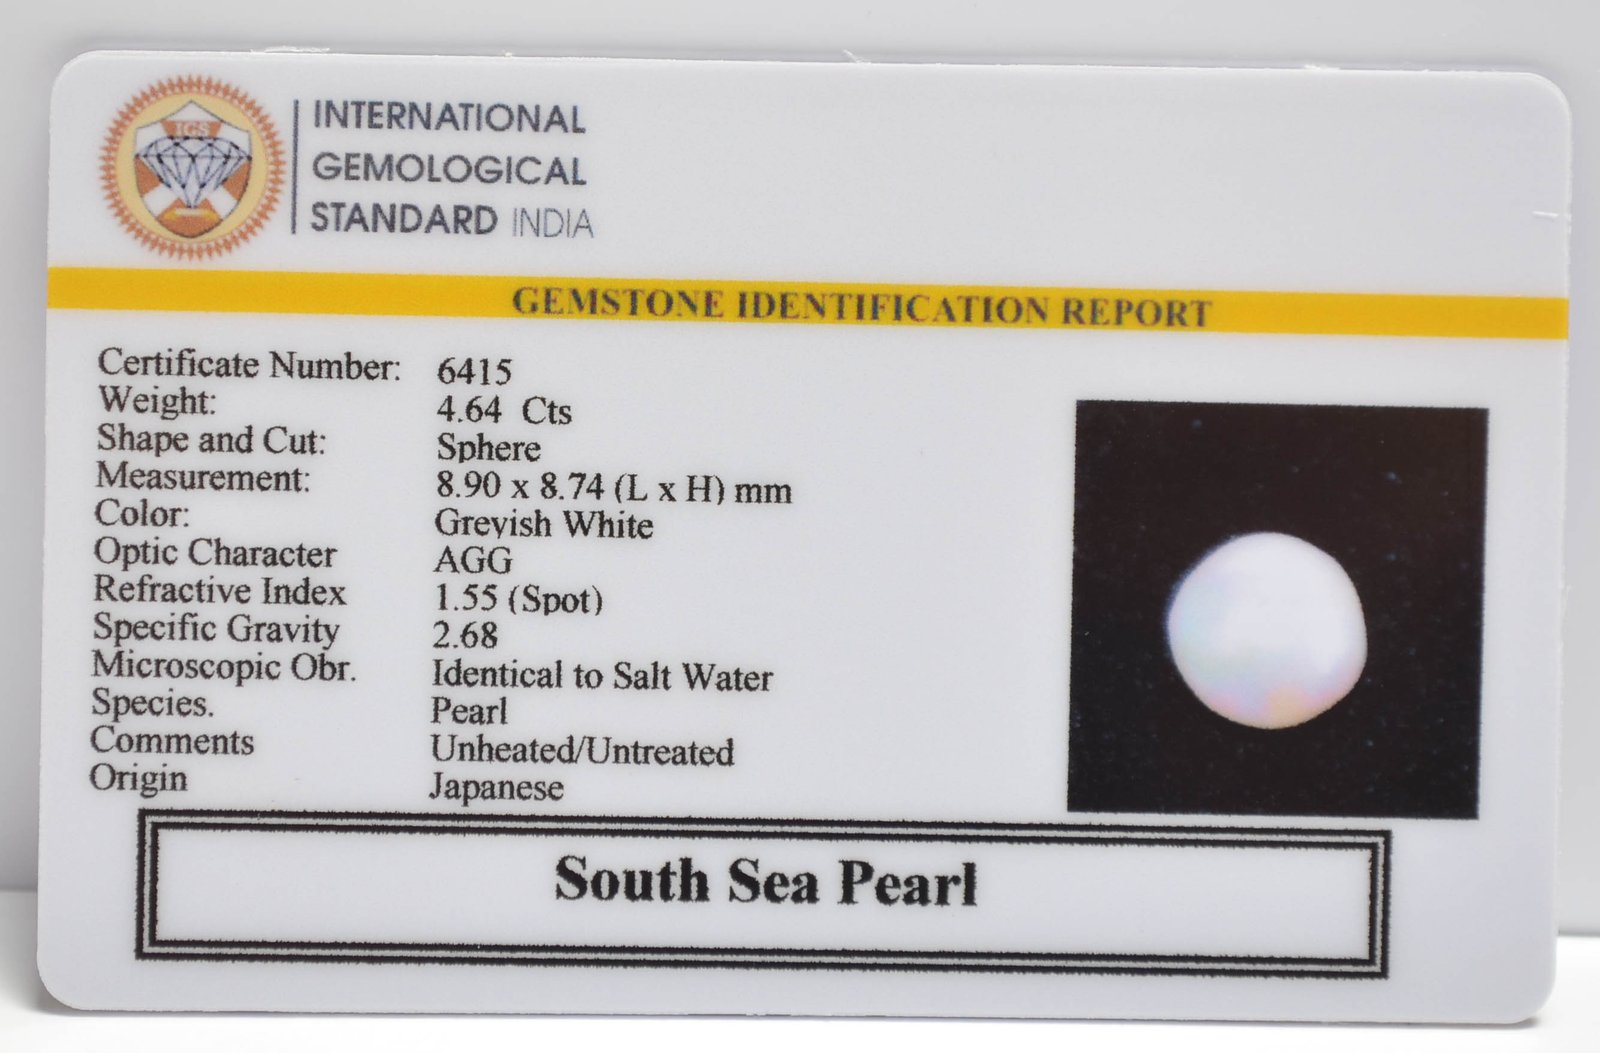 IGS
INTERNATIONAL
GEMOLOGICAL
STANDARD INDIA
GEMSTONE IDENTIFICATION REPORT
Certificate Number: 6415
Weight: 4.64 Cts
Shape and Cut: Sphere
Measurement: 8.90 x 8.74 (L x H) mm
Color: Greyish White
Optic Character AGG
Refractive Index 1.55 (Spot)
Specific Gravity 2.68
Microscopic Obr. Identical to Salt Water
Species. Pearl
Comments Unheated/Untreated
Origin Japanese
South Sea Pearl